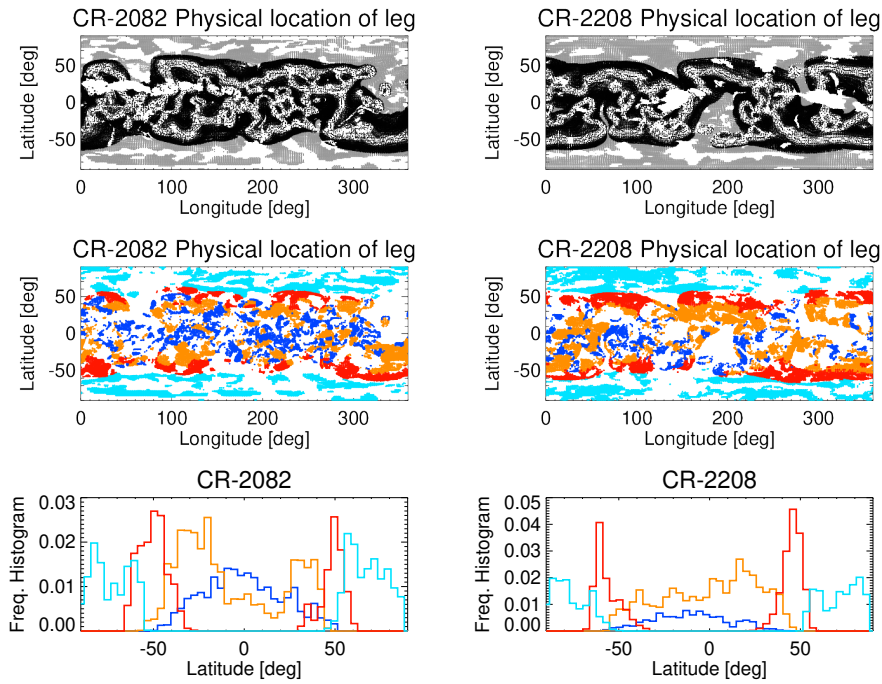 CR-2082 Physical location of leg
CR-2208 Physical location of leg
Latitude [deg]
50
0
-50
0
100
200
300
Longitude [deg]
Latitude [deg]
50
0
-50
0
100
200
300
Longitude [deg]
CR-2082 Physical location of leg
CR-2208 Physical location of leg
Latitude [deg]
50
0
-50
0
100
200
300
Longitude [deg]
Latitude [deg]
50
0
-50
0
100
200
300
Longitude [deg]
CR-2082
CR-2208
Freq. Histogram
0.03
0.02
0.01
0.00
-50
0
50
Latitude [deg]
Freq. Histogram
0.05
0.04
0.03
0.02
0.01
0.00
-50
0
50
Latitude [deg]